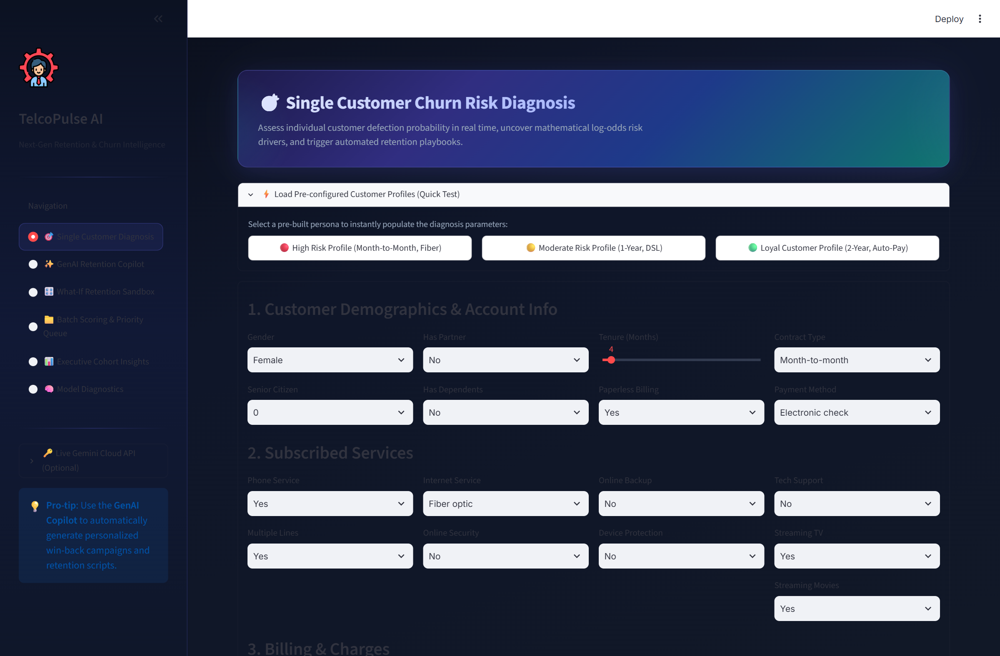 Deploy
TelcoPulse AI
Next-Gen Retention & Churn Intelligence
Navigation
Single Customer Diagnosis
GenAI Retention Copilot
What-If Retention Sandbox
Batch Scoring & Priority
Queue
Executive Cohort Insights
Model Diagnostics
Live Gemini Cloud API
(Optional)
Pro-tip: Use the GenAI
Copilot to automatically
generate personalized
win-back campaigns and
retention scripts.
Single Customer Churn Risk Diagnosis
Assess individual customer defection probability in real time, uncover mathematical log-odds risk
drivers, and trigger automated retention playbooks.
Load Pre-configured Customer Profiles (Quick Test)
Select a pre-built persona to instantly populate the diagnosis parameters:
High Risk Profile (Month-to-Month, Fiber)
Moderate Risk Profile (1-Year, DSL)
Loyal Customer Profile (2-Year, Auto-Pay)
1. Customer Demographics & Account Info
Gender
Has Partner
Tenure (Months)
Contract Type
Female
No
4
Month-to-month
Senior Citizen
Has Dependents
Paperless Billing
Payment Method
0
No
Yes
Electronic check
2. Subscribed Services
Phone Service
Internet Service
Online Backup
Tech Support
Yes
Fiber optic
No
No
Multiple Lines
Online Security
Device Protection
Streaming TV
Yes
No
No
Yes
Streaming Movies
Yes
3. Billing & Charges